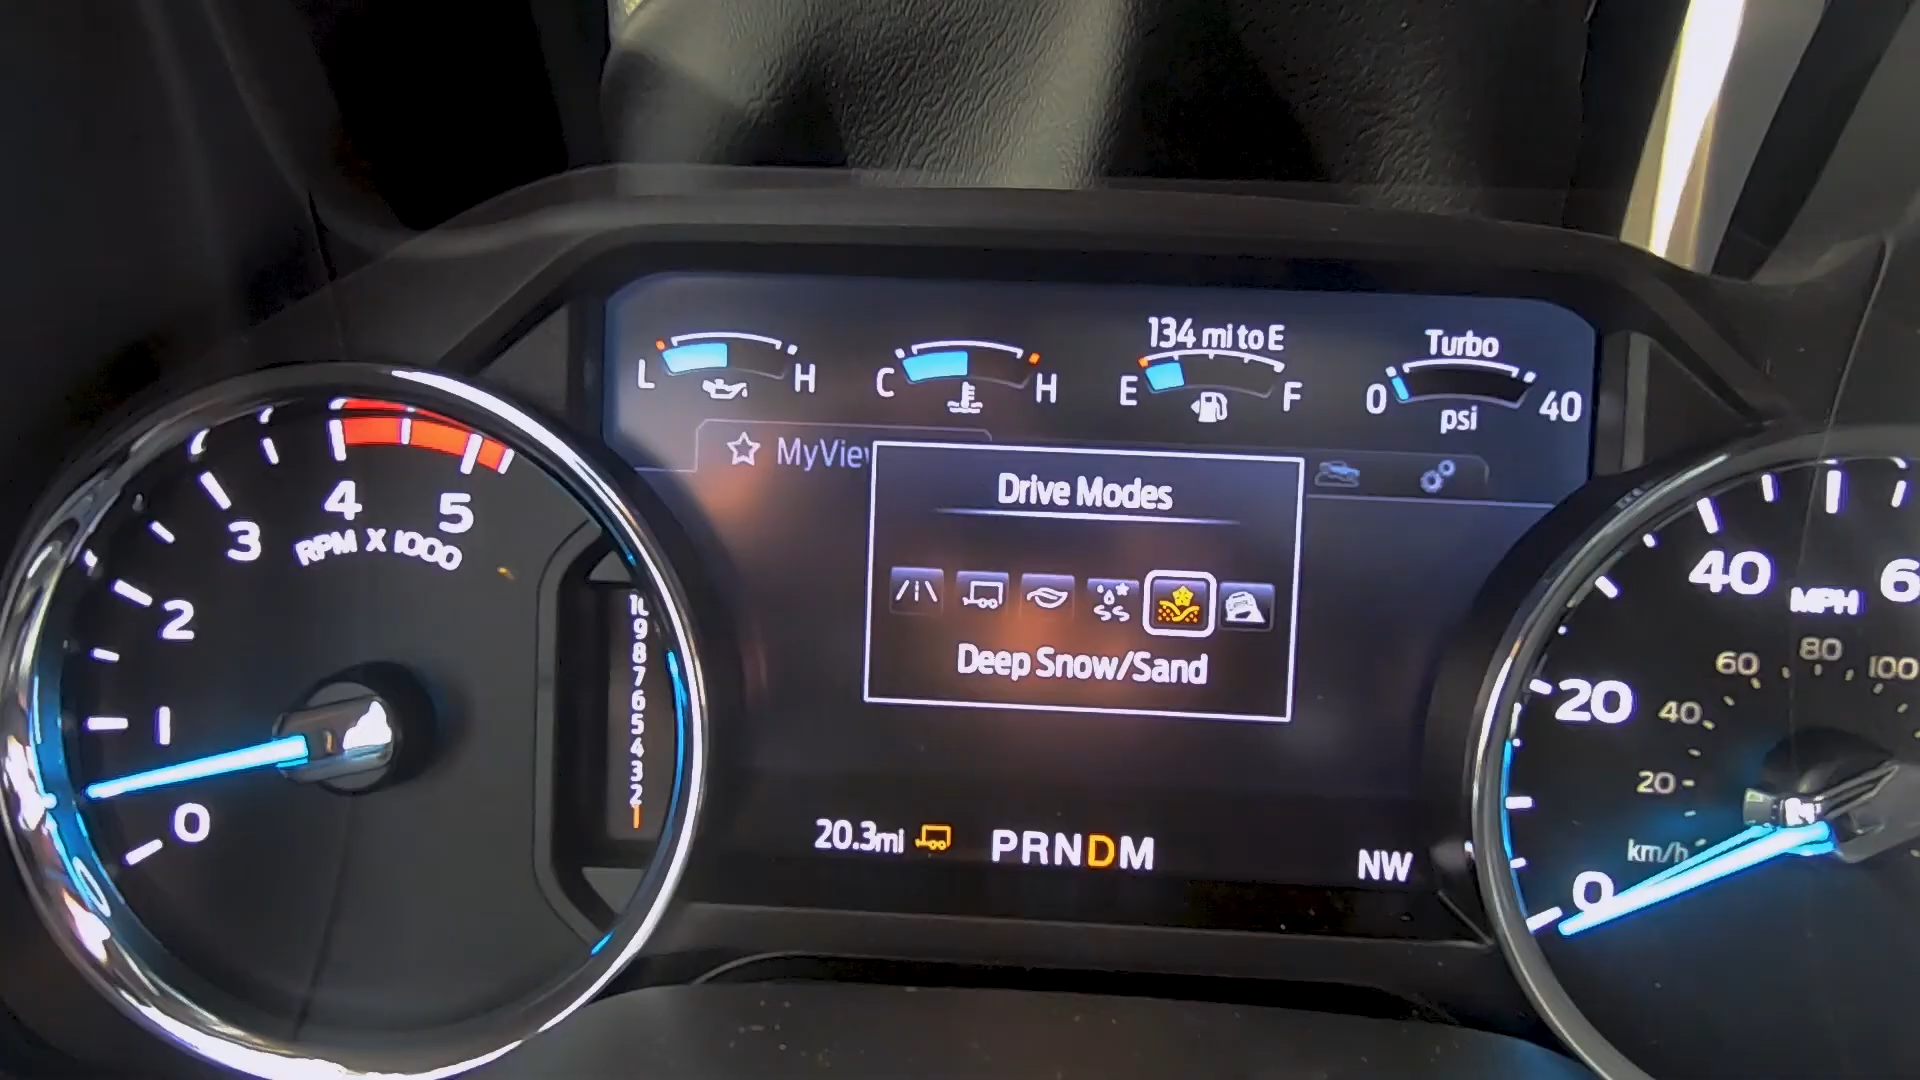 134 mi to E
Turbo
L H
C H
E F
0 40
psi
MyView
Drive Modes
Deep Snow/Sand
20.3mi
PRNDM
NW
0 1 2 3 4 5
RPM X 1000
9
8
7
6
5
4
3
2
0 20 40
MPH
20 40 60 80 100
km/h